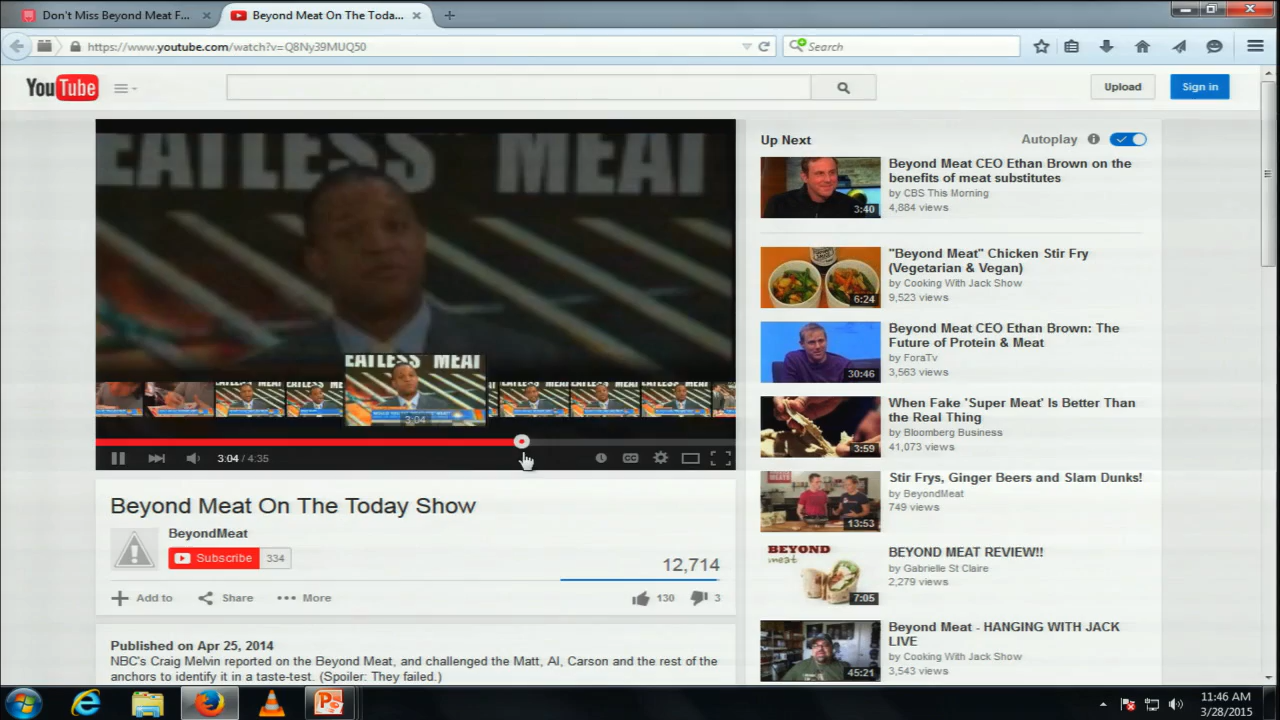 Don't Miss Beyond Meat F...
Beyond Meat On The Toda...
https://www.youtube.com/watch?v=Q8Ny39MUQ50
Search
YouTube
Upload
Sign in
EATLESS MEAT
EATLESS MEAT
3:04
3:04 / 4:35
CC
Beyond Meat On The Today Show
BeyondMeat
Subscribe 334
12,714
Add to Share More 130 3
Published on Apr 25, 2014
NBC's Craig Melvin reported on the Beyond Meat, and challenged the Matt, Al, Carson and the rest of the
anchors to identify it in a taste-test. (Spoiler: They failed.)
Up Next Autoplay
Beyond Meat CEO Ethan Brown on the
benefits of meat substitutes
by CBS This Morning
4,884 views
3:40
"Beyond Meat" Chicken Stir Fry
(Vegetarian & Vegan)
by Cooking With Jack Show
9,523 views
6:24
Beyond Meat CEO Ethan Brown: The
Future of Protein & Meat
by ForaTv
3,563 views
30:46
When Fake 'Super Meat' Is Better Than
the Real Thing
by Bloomberg Business
41,073 views
3:59
Stir Frys, Ginger Beers and Slam Dunks!
by BeyondMeat
749 views
13:53
BEYOND MEAT REVIEW!!
by Gabrielle St Claire
2,279 views
BEYOND
meat
7:05
Beyond Meat - HANGING WITH JACK
LIVE
by Cooking With Jack Show
3,543 views
45:21
11:46 AM
3/28/2015